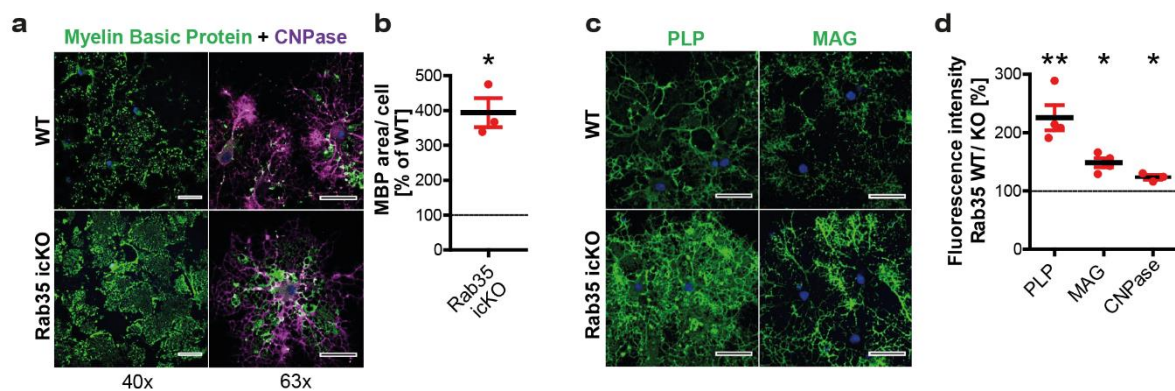 a
Myelin Basic Protein + CNPase
WT
Rab35 icKO
40x
63x
b
*
MBP area/ cell
[% of WT]
500
400
300
200
100
0
Rab35
icKO
c
PLP
MAG
WT
Rab35 icKO
d
** * *
Fluorescence intensity
Rab35 WT/ KO [%]
300
200
100
0
PLP
MAG
CNPase